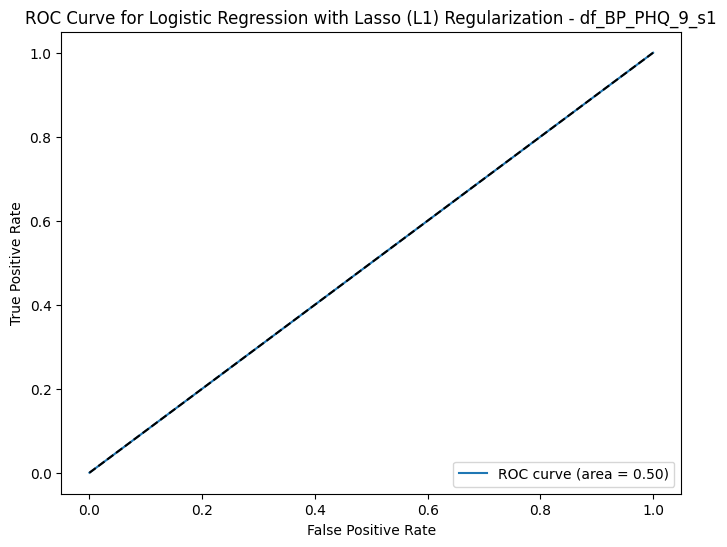 ROC Curve for Logistic Regression with Lasso (L1) Regularization - df_BP_PHQ_9_s1
True Positive Rate
1.0
0.8
0.6
0.4
0.2
0.0
ROC curve (area = 0.50)
0.0 0.2 0.4 0.6 0.8 1.0
False Positive Rate